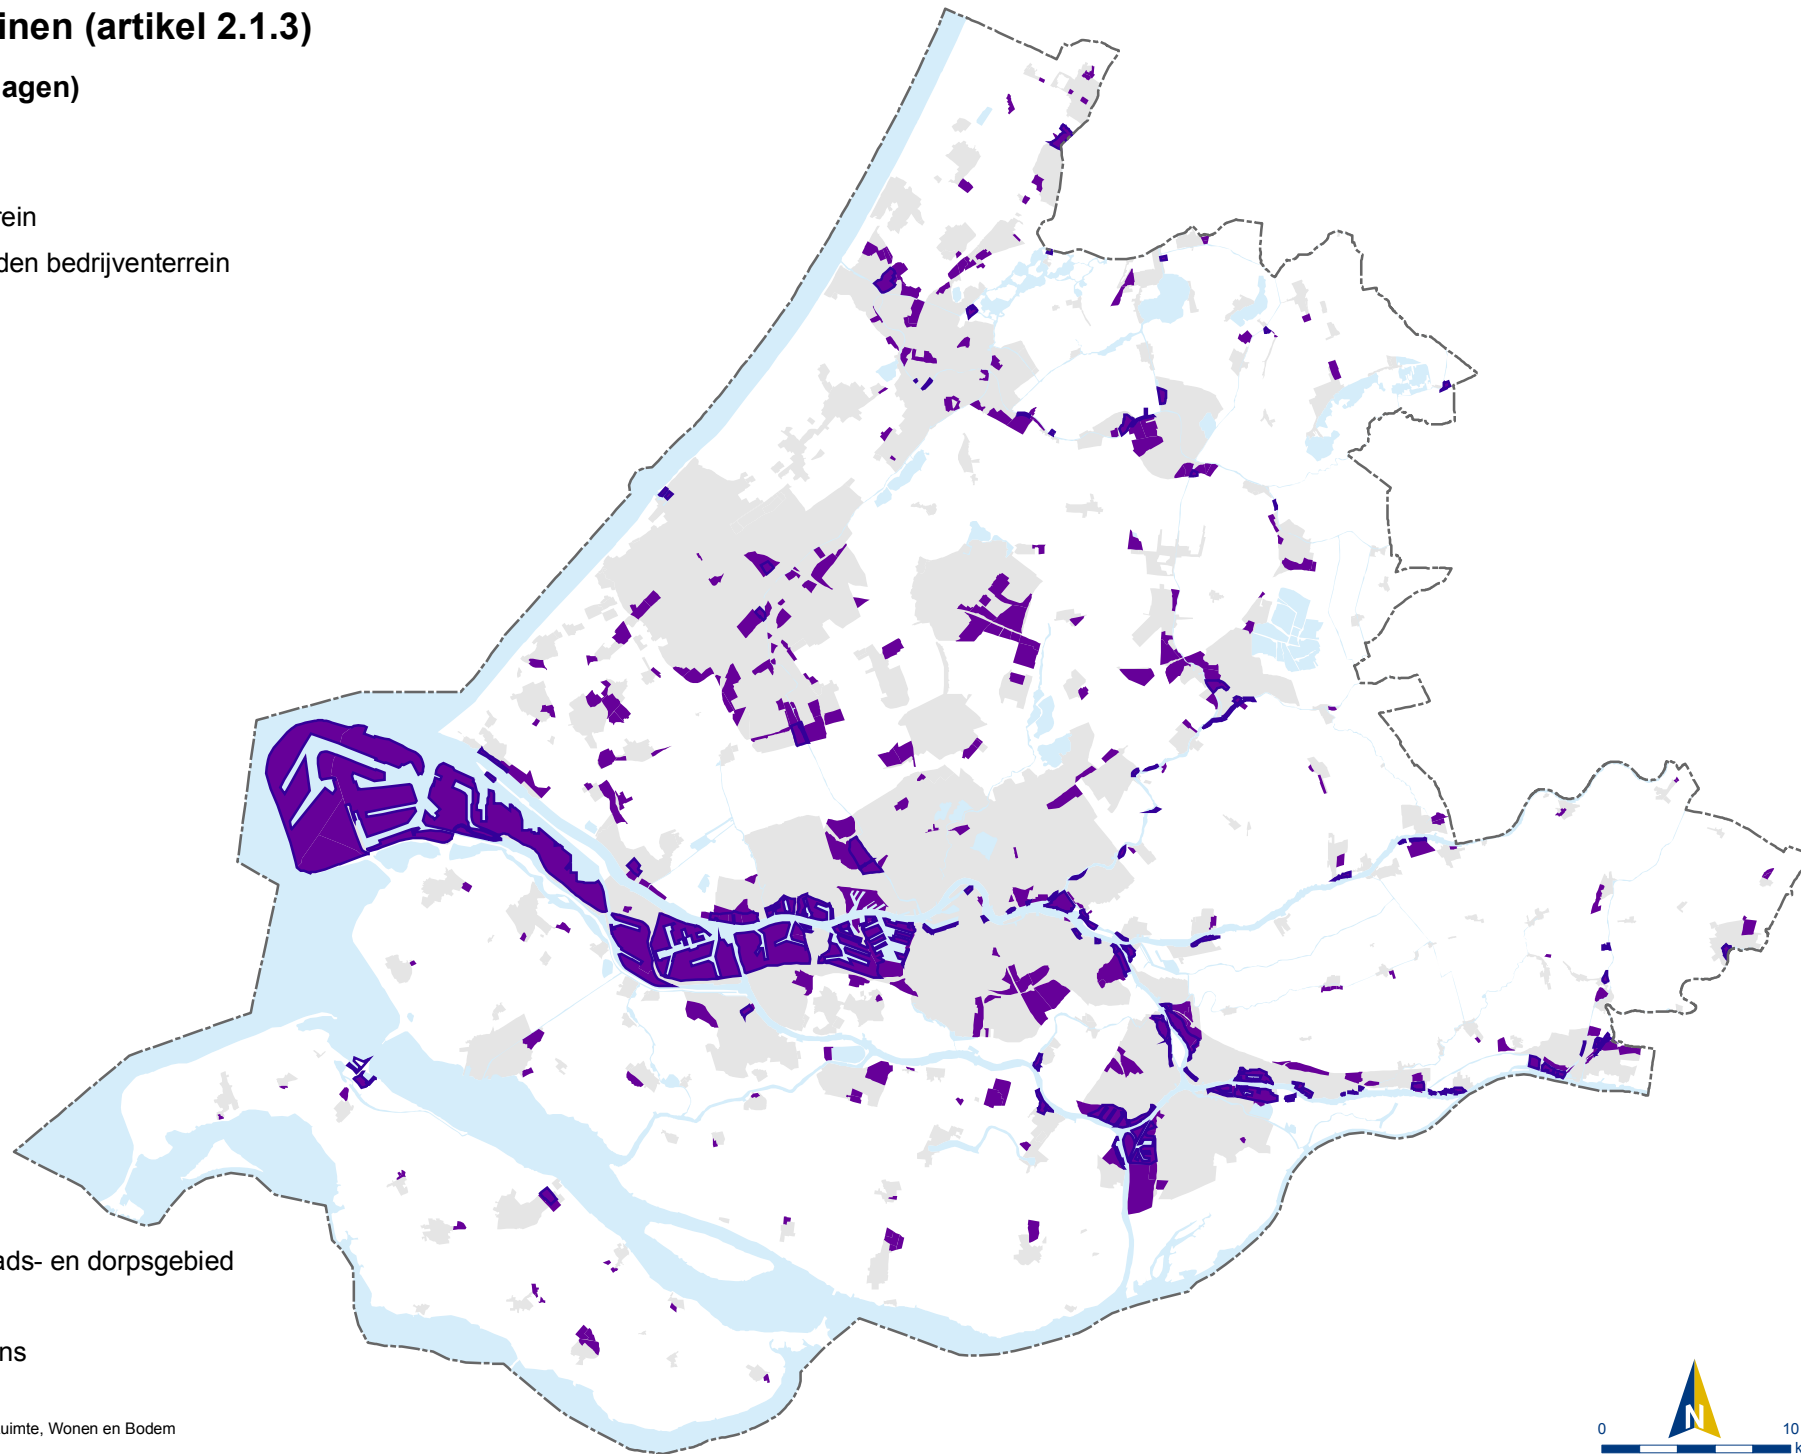 inen (artikel 2.1.3)
agen)
rein
den bedrijventerrein
ads- en dorpsgebied
ns
uimte, Wonen en Bodem
N
0 10
k